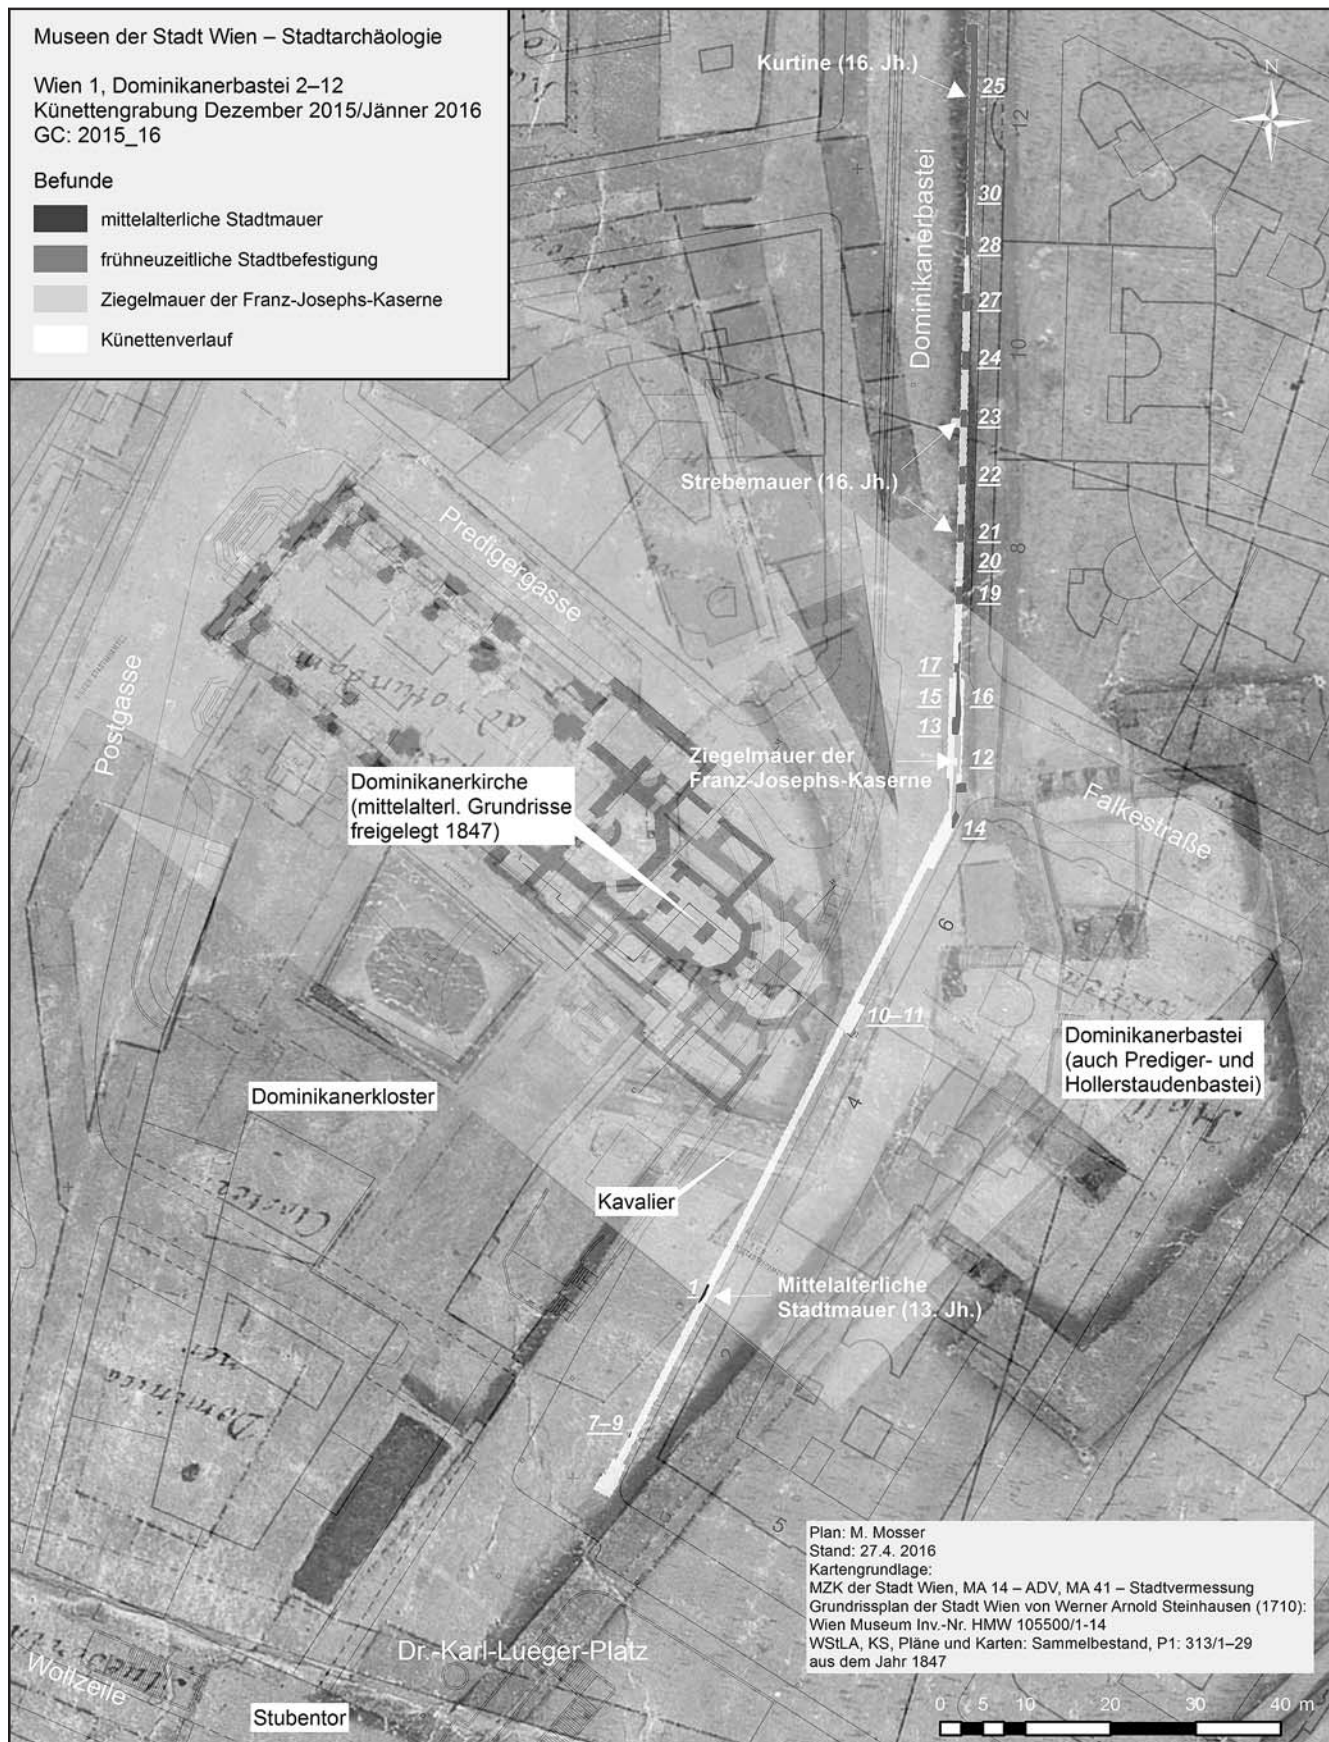 Museen der Stadt Wien – Stadtarchäologie
Wien 1, Dominikanerbastei 2–12
Künettengrabung Dezember 2015/Jänner 2016
GC: 2015_16
Befunde
mittelalterliche Stadtmauer
frühneuzeitliche Stadtbefestigung
Ziegelmauer der Franz-Josephs-Kaserne
Künettenverlauf
Kurtine (16. Jh.)
25
N
12
Dominikanerbastei
30
28
27
24
10
23
Strebemauer (16. Jh.)
22
21
8
20
19
Predigergasse
17
15
16
13
Postgasse
ad rotundam
Ziegelmauer der
Franz-Josephs-Kaserne
12
Dominikanerkirche
(mittelalterl. Grundrisse
freigelegt 1847)
14
Falkestraße
6
10–11
Dominikanerbastei
(auch Prediger- und
Hollerstaudenbastei)
4
Dominikanerkloster
Kavalier
1
Mittelalterliche
Stadtmauer (13. Jh.)
2
7–9
5
Plan: M. Mosser
Stand: 27.4. 2016
Kartengrundlage:
MZK der Stadt Wien, MA 14 – ADV, MA 41 – Stadtvermessung
Grundrissplan der Stadt Wien von Werner Arnold Steinhausen (1710):
Wien Museum Inv.-Nr. HMW 105500/1-14
WStLA, KS, Pläne und Karten: Sammelbestand, P1: 313/1–29
aus dem Jahr 1847
Dr.-Karl-Lueger-Platz
Wollzeile
Stubentor
0 5 10 20 30 40 m